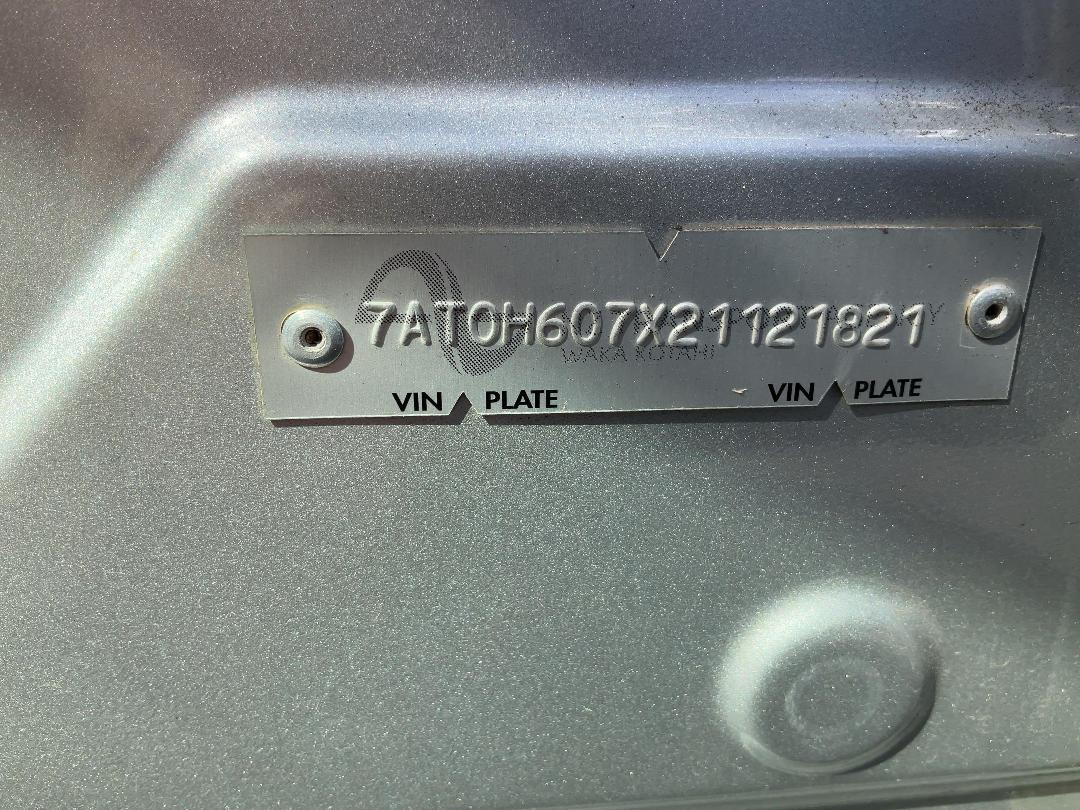 7AT0H607X21121821
WAKA KOTAHI
VIN PLATE VIN PLATE